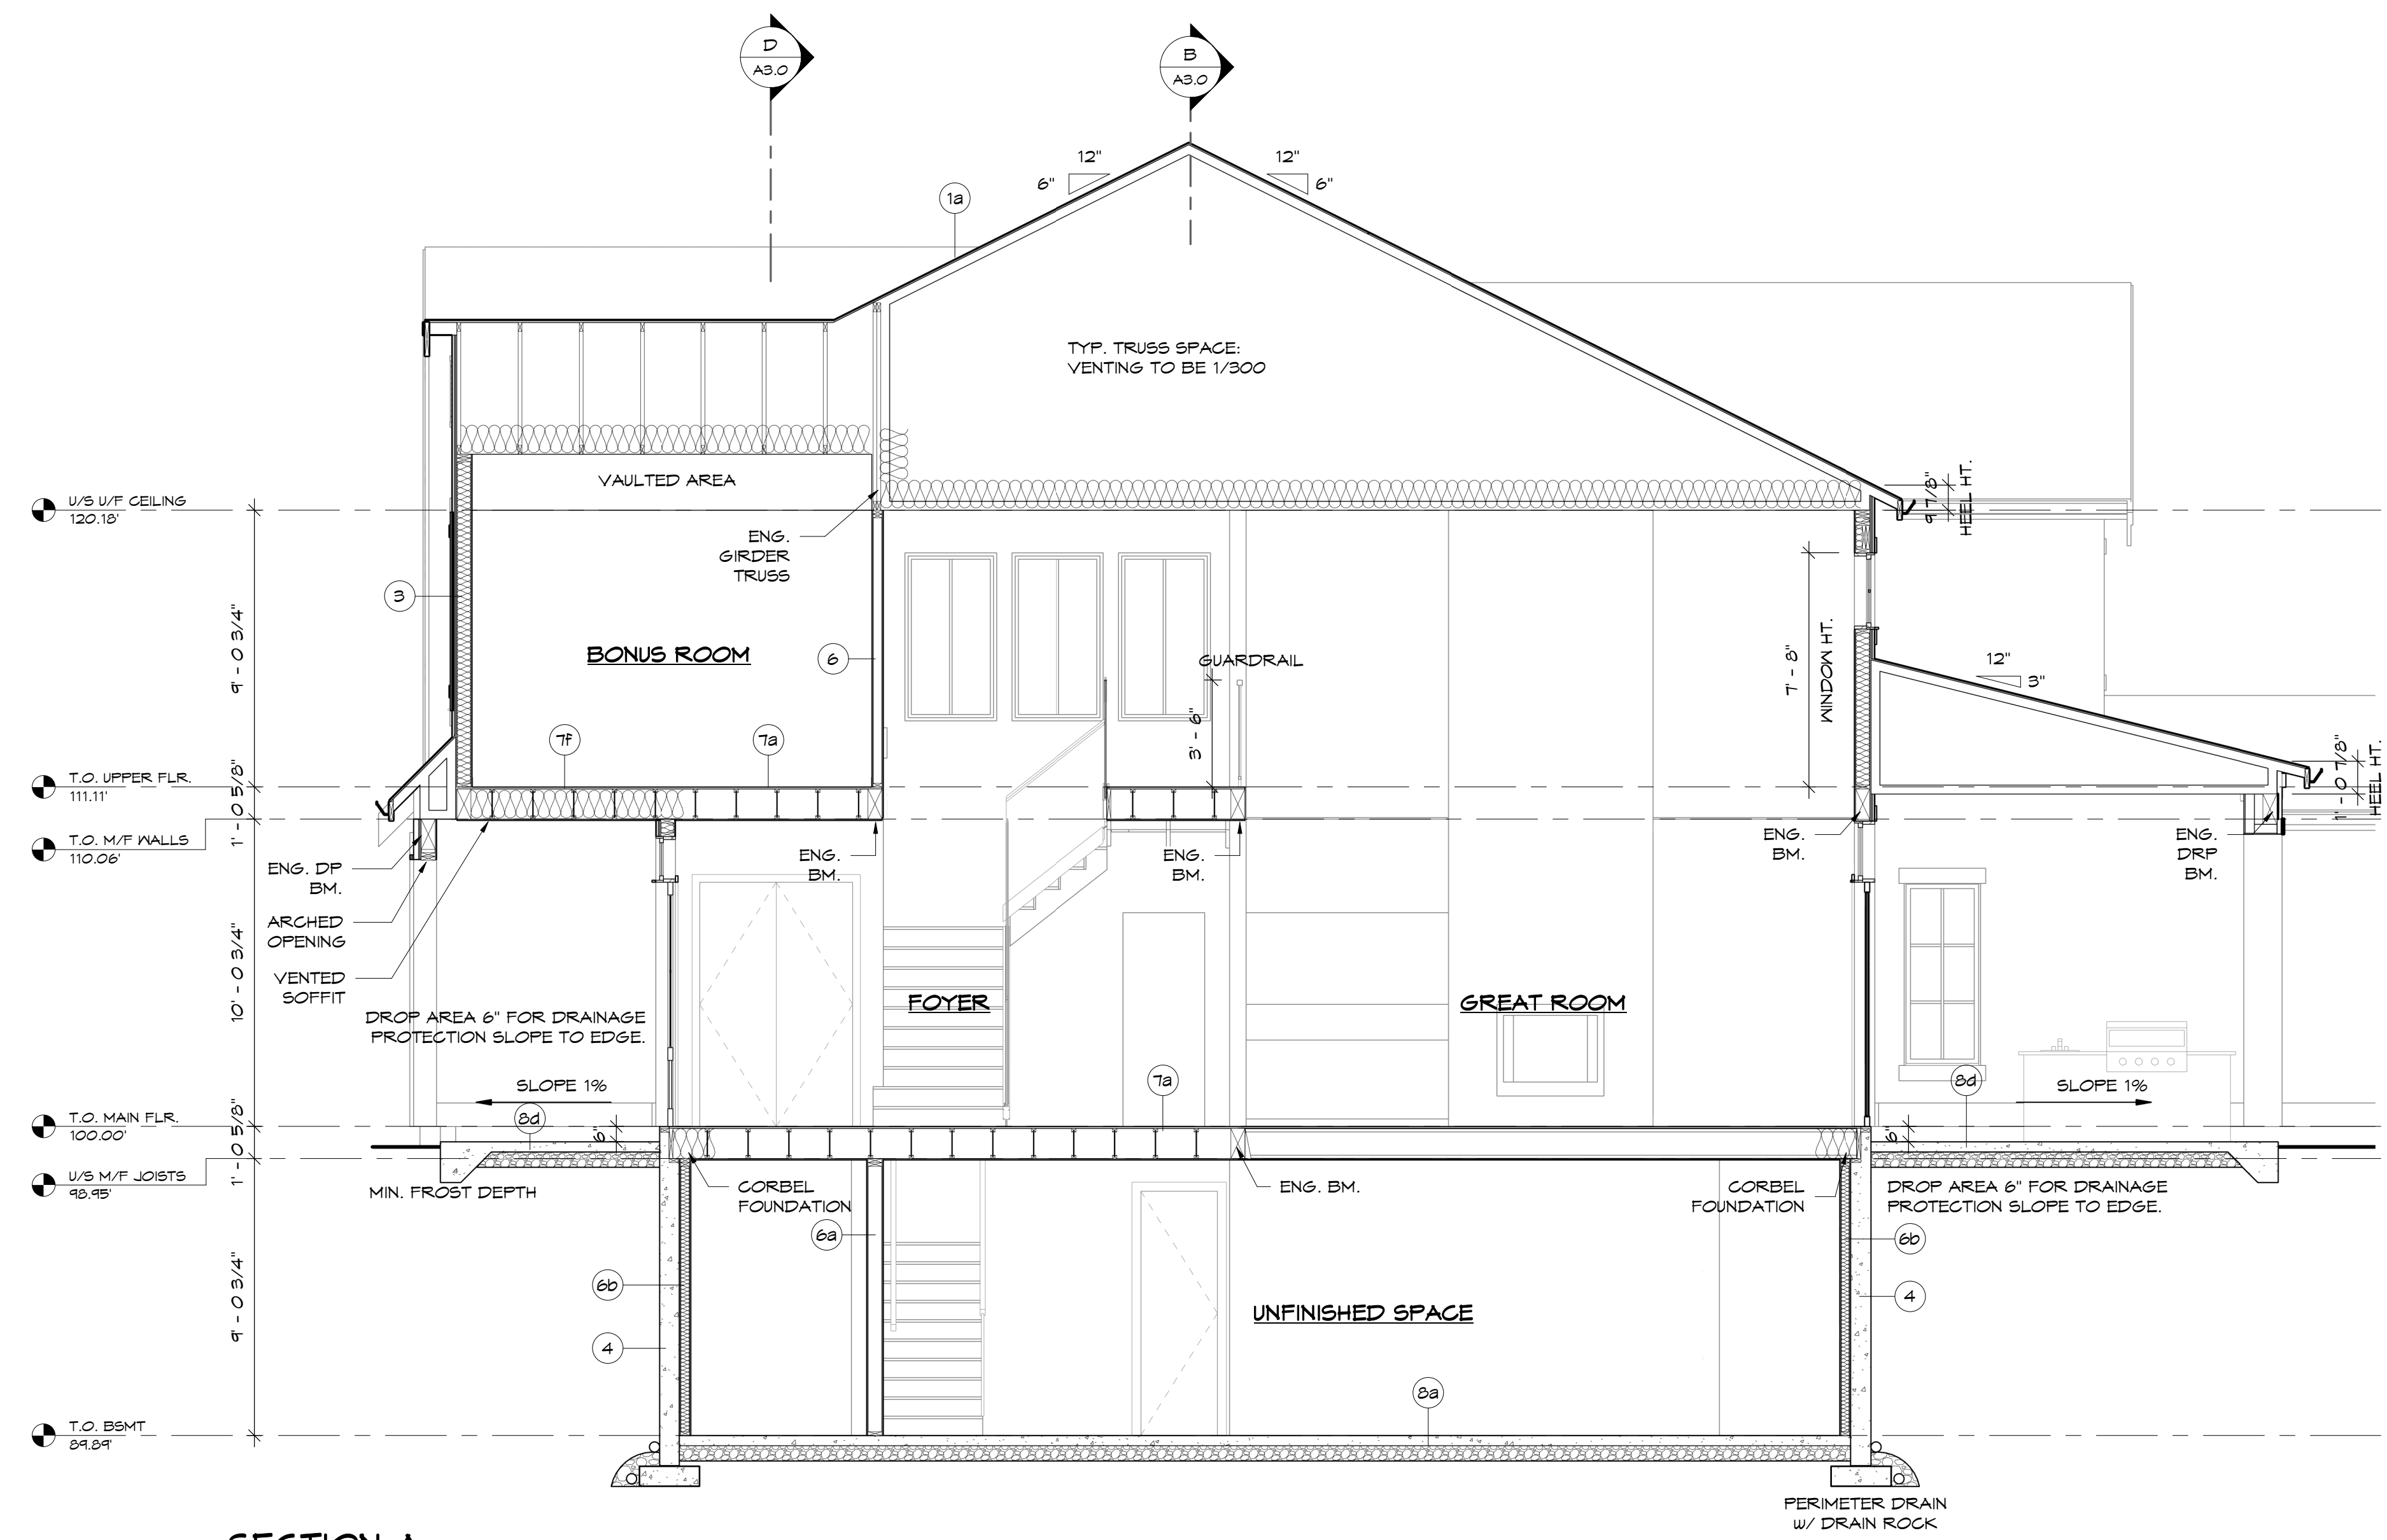 D
A3.0
B
A3.0
12"
6"
12"
6"
1a
TYP. TRUSS SPACE:
VENTING TO BE 1/300
VAULTED AREA
U/S U/F CEILING
120.18'
9 7/8"
HEEL HT.
ENG.
GIRDER
TRUSS
3
9' - 0 3/4"
BONUS ROOM
6
GUARDRAIL
3' - 6"
7' - 8"
WINDOW HT.
12"
3"
7f
7a
T.O. UPPER FLR.
111.11'
1' - 0 5/8"
1' - 0 7/8"
HEEL HT.
T.O. M/F WALLS
110.06'
ENG. DP
BM.
ENG.
BM.
ENG.
BM.
ENG.
BM.
ENG.
DRP
BM.
ARCHED
OPENING
VENTED
SOFFIT
10' - 0 3/4"
FOYER
GREAT ROOM
DROP AREA 6" FOR DRAINAGE
PROTECTION SLOPE TO EDGE.
SLOPE 1%
8d
7a
8d
SLOPE 1%
T.O. MAIN FLR.
100.00'
1' - 0 5/8"
6"
6"
U/S M/F JOISTS
98.95'
MIN. FROST DEPTH
CORBEL
FOUNDATION
ENG. BM.
CORBEL
FOUNDATION
DROP AREA 6" FOR DRAINAGE
PROTECTION SLOPE TO EDGE.
6a
6b
6b
9' - 0 3/4"
4
UNFINISHED SPACE
4
8a
T.O. BSMT
89.89'
PERIMETER DRAIN
W/ DRAIN ROCK
SECTION A